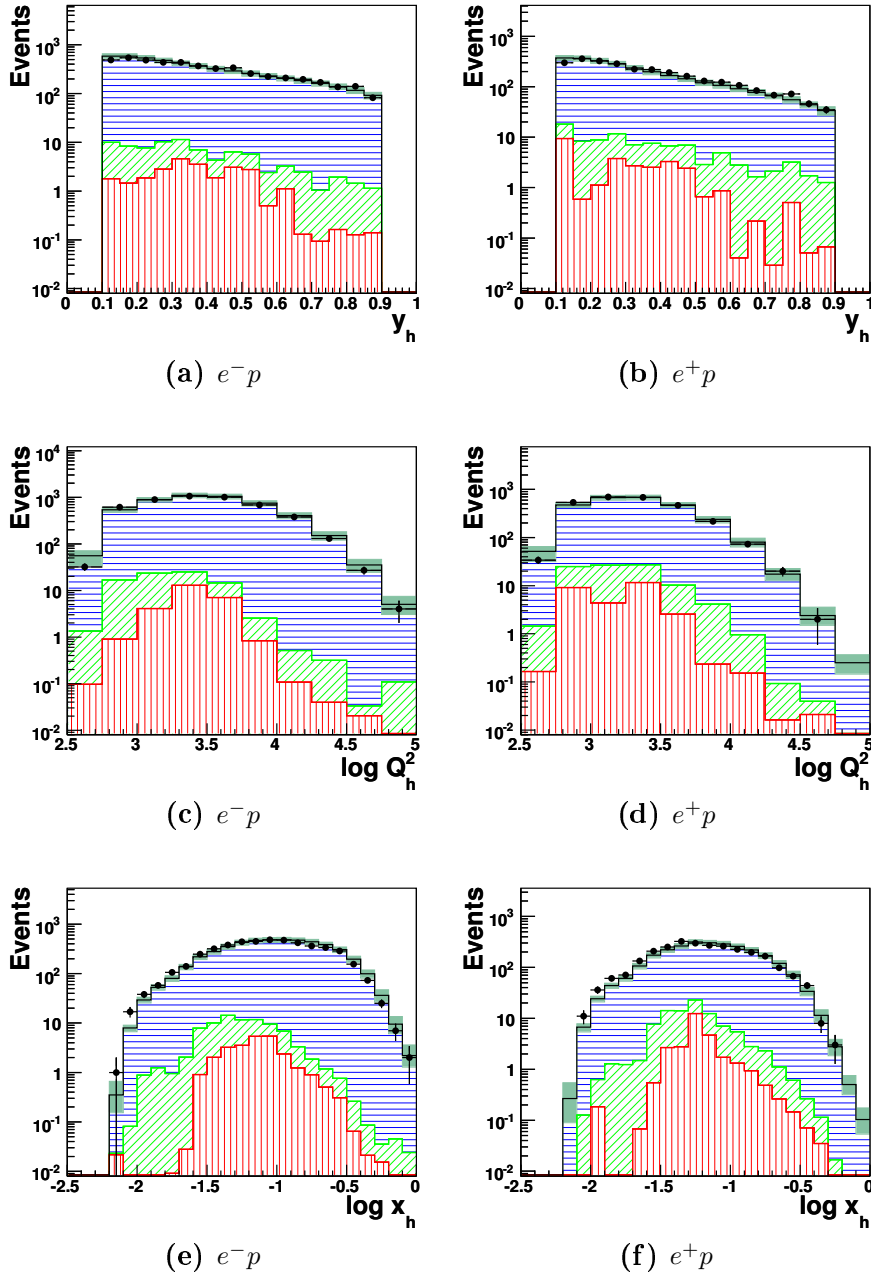 Events
10³
10²
10
1
10⁻¹
10⁻²
0 0.1 0.2 0.3 0.4 0.5 0.6 0.7 0.8 0.9 1
y_h
(a) e⁻p
Events
10³
10²
10
1
10⁻¹
10⁻²
0 0.1 0.2 0.3 0.4 0.5 0.6 0.7 0.8 0.9 1
y_h
(b) e⁺p
Events
10⁴
10³
10²
10
1
10⁻¹
10⁻²
2.5 3 3.5 4 4.5 5
log Q²_h
(c) e⁻p
Events
10³
10²
10
1
10⁻¹
10⁻²
2.5 3 3.5 4 4.5 5
log Q²_h
(d) e⁺p
Events
10³
10²
10
1
10⁻¹
10⁻²
-2.5 -2 -1.5 -1 -0.5 0
log x_h
(e) e⁻p
Events
10³
10²
10
1
10⁻¹
10⁻²
-2.5 -2 -1.5 -1 -0.5 0
log x_h
(f) e⁺p